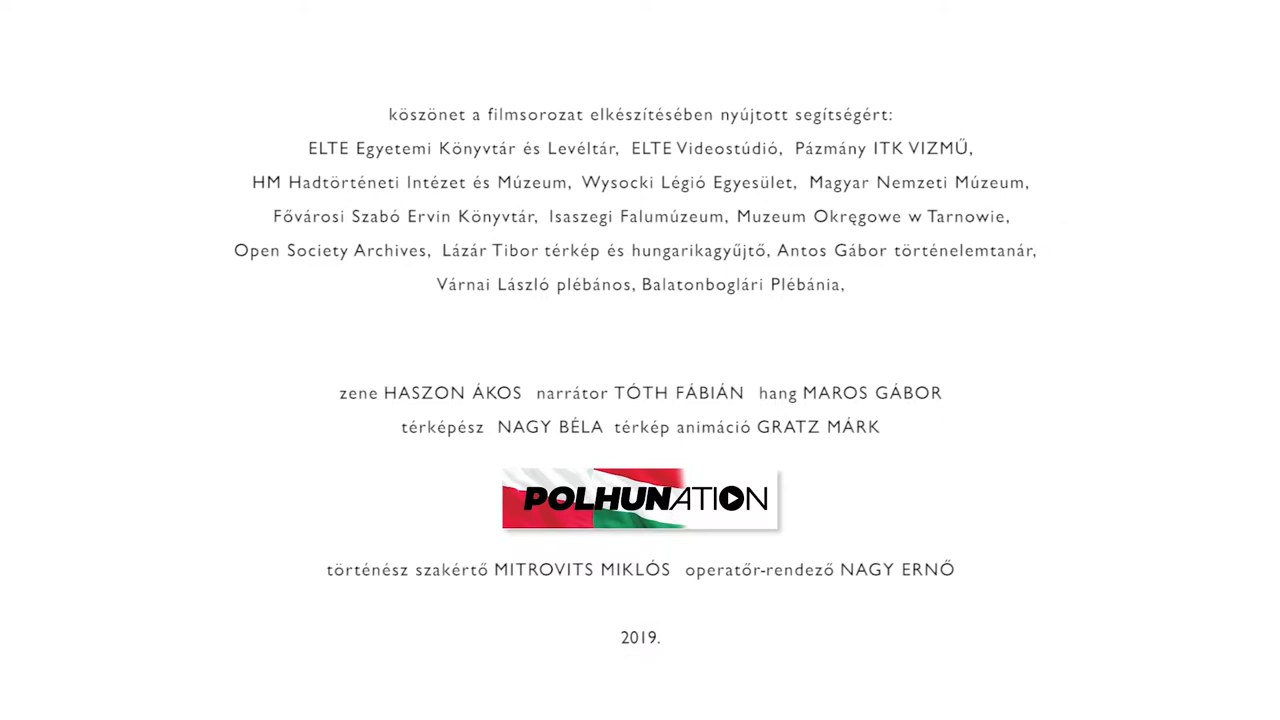 köszönet a filmsorozat elkészítésében nyújtott segítségért:
ELTE Egyetemi Könyvtár és Levéltár, ELTE Videostúdió, Pázmány ITK VIZMŰ,
HM Hadtörténeti Intézet és Múzeum, Wysocki Légió Egyesület, Magyar Nemzeti Múzeum,
Fővárosi Szabó Ervin Könyvtár, Isaszegi Falumúzeum, Muzeum Okręgowe w Tarnowie,
Open Society Archives, Lázár Tibor térkép és hungarikagyűjtő, Antos Gábor történelemtanár,
Várnai László plébános, Balatonboglári Plébánia,
zene HASZON ÁKOS narrátor TÓTH FÁBIÁN hang MAROS GÁBOR
térképész NAGY BÉLA térkép animáció GRATZ MÁRK
POLHUNATION
történész szakértő MITROVITS MIKLÓS operatőr-rendező NAGY ERNŐ
2019.